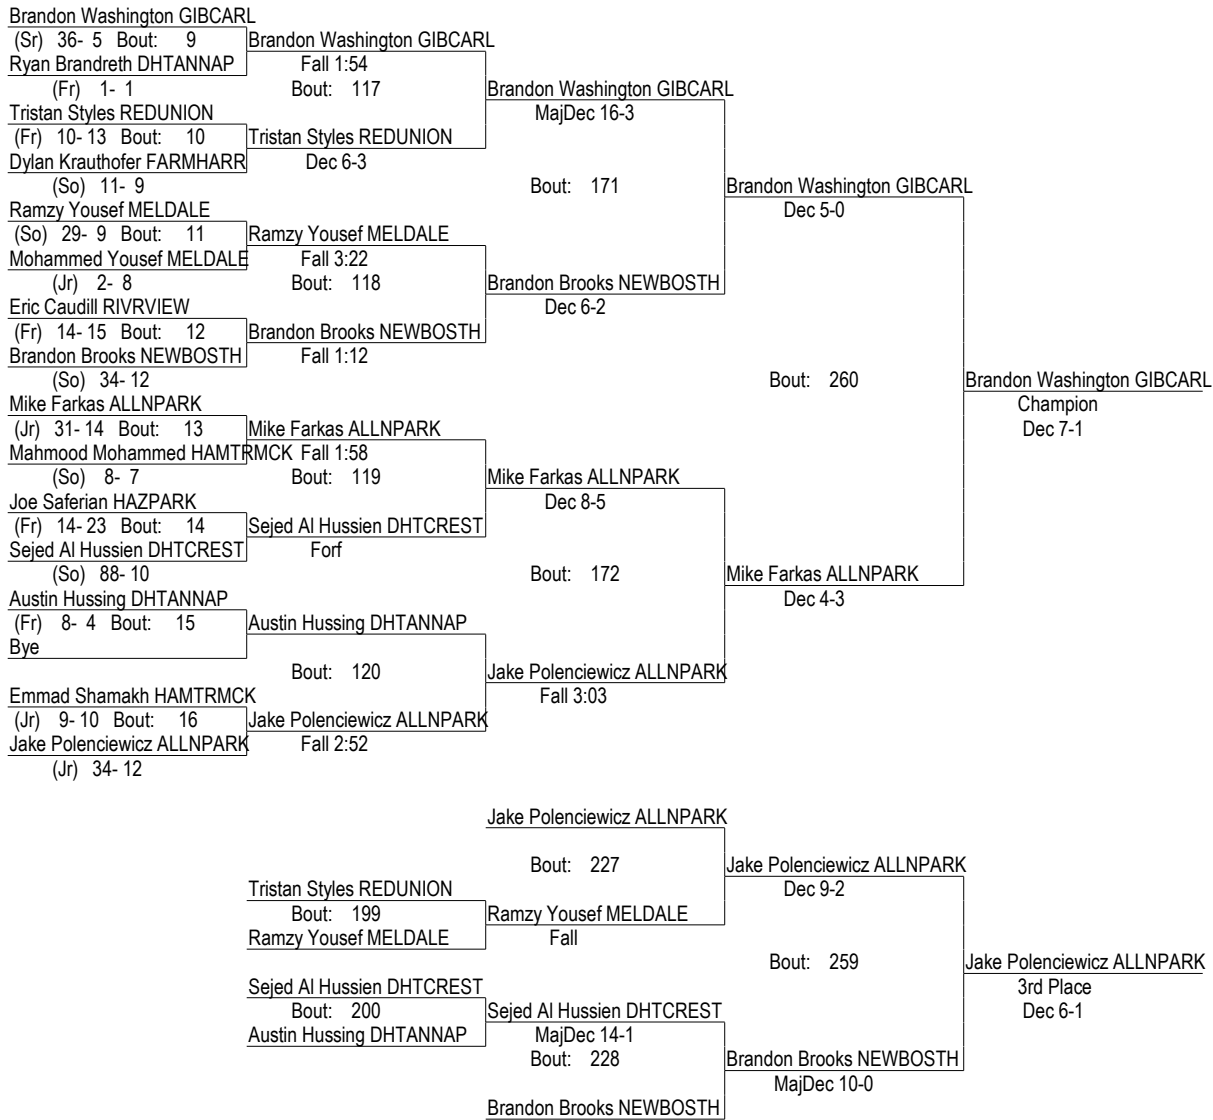 Brandon Washington GIBCARL
(Sr) 36- 5 Bout: 9 Brandon Washington GIBCARL
Ryan Brandreth DHTANNAP Fall 1:54
(Fr) 1- 1 Bout: 117 Brandon Washington GIBCARL
Tristan Styles REDUNION MajDec 16-3
(Fr) 10- 13 Bout: 10 Tristan Styles REDUNION
Dylan Krauthofer FARMHARR Dec 6-3
(So) 11- 9 Bout: 171 Brandon Washington GIBCARL
Ramzy Yousef MELDALE Dec 5-0
(So) 29- 9 Bout: 11 Ramzy Yousef MELDALE
Mohammed Yousef MELDALE Fall 3:22
(Jr) 2- 8 Bout: 118 Brandon Brooks NEWBOSTH
Eric Caudill RIVRVIEW Dec 6-2
(Fr) 14- 15 Bout: 12 Brandon Brooks NEWBOSTH
Brandon Brooks NEWBOSTH Fall 1:12
(So) 34- 12 Bout: 260 Brandon Washington GIBCARL
Mike Farkas ALLNPARK Champion
(Jr) 31- 14 Bout: 13 Mike Farkas ALLNPARK Dec 7-1
Mahmood Mohammed HAMTRMCK Fall 1:58
(So) 8- 7 Bout: 119 Mike Farkas ALLNPARK
Joe Saferian HAZPARK Dec 8-5
(Fr) 14- 23 Bout: 14 Sejed Al Hussien DHTCREST
Sejed Al Hussien DHTCREST Forf
(So) 88- 10 Bout: 172 Mike Farkas ALLNPARK
Austin Hussing DHTANNAP Dec 4-3
(Fr) 8- 4 Bout: 15 Austin Hussing DHTANNAP
Bye
Bout: 120 Jake Polenciewicz ALLNPARK
Emmad Shamakh HAMTRMCK Fall 3:03
(Jr) 9- 10 Bout: 16 Jake Polenciewicz ALLNPARK
Jake Polenciewicz ALLNPARK Fall 2:52
(Jr) 34- 12
Jake Polenciewicz ALLNPARK
Bout: 227 Jake Polenciewicz ALLNPARK
Tristan Styles REDUNION Dec 9-2
Bout: 199 Ramzy Yousef MELDALE
Ramzy Yousef MELDALE Fall
Bout: 259 Jake Polenciewicz ALLNPARK
Sejed Al Hussien DHTCREST 3rd Place
Bout: 200 Sejed Al Hussien DHTCREST Dec 6-1
Austin Hussing DHTANNAP MajDec 14-1
Bout: 228 Brandon Brooks NEWBOSTH
MajDec 10-0
Brandon Brooks NEWBOSTH